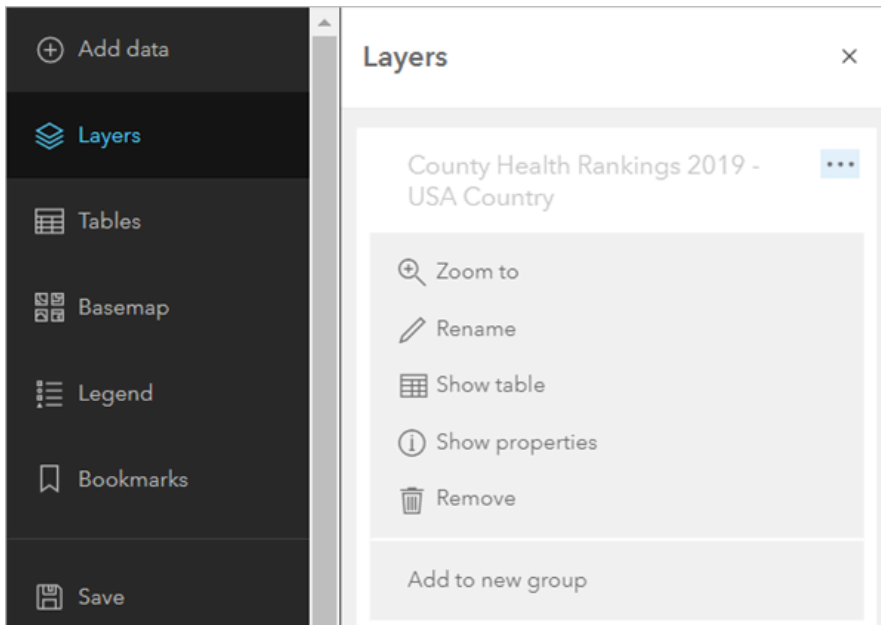 Add data
Layers
Tables
Basemap
Legend
Bookmarks
Save
Layers
County Health Rankings 2019 -
USA Country
Zoom to
Rename
Show table
Show properties
Remove
Add to new group